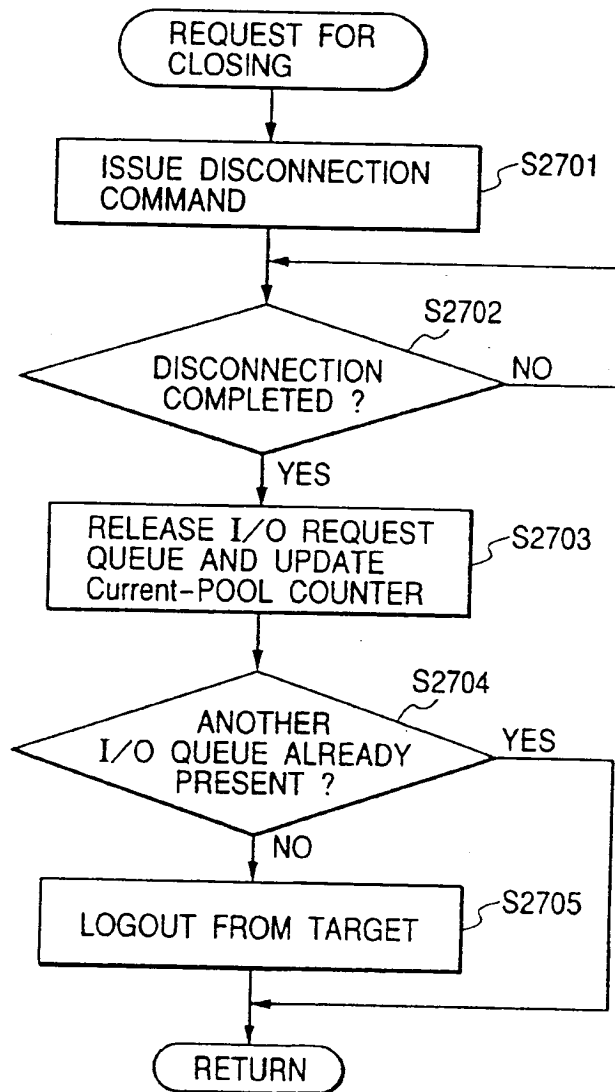 REQUEST FOR
CLOSING
ISSUE DISCONNECTION
COMMAND
S2701
S2702
DISCONNECTION
COMPLETED ?
NO
YES
RELEASE I/O REQUEST
QUEUE AND UPDATE
Current-POOL COUNTER
S2703
S2704
ANOTHER
I/O QUEUE ALREADY
PRESENT ?
YES
NO
LOGOUT FROM TARGET
S2705
RETURN